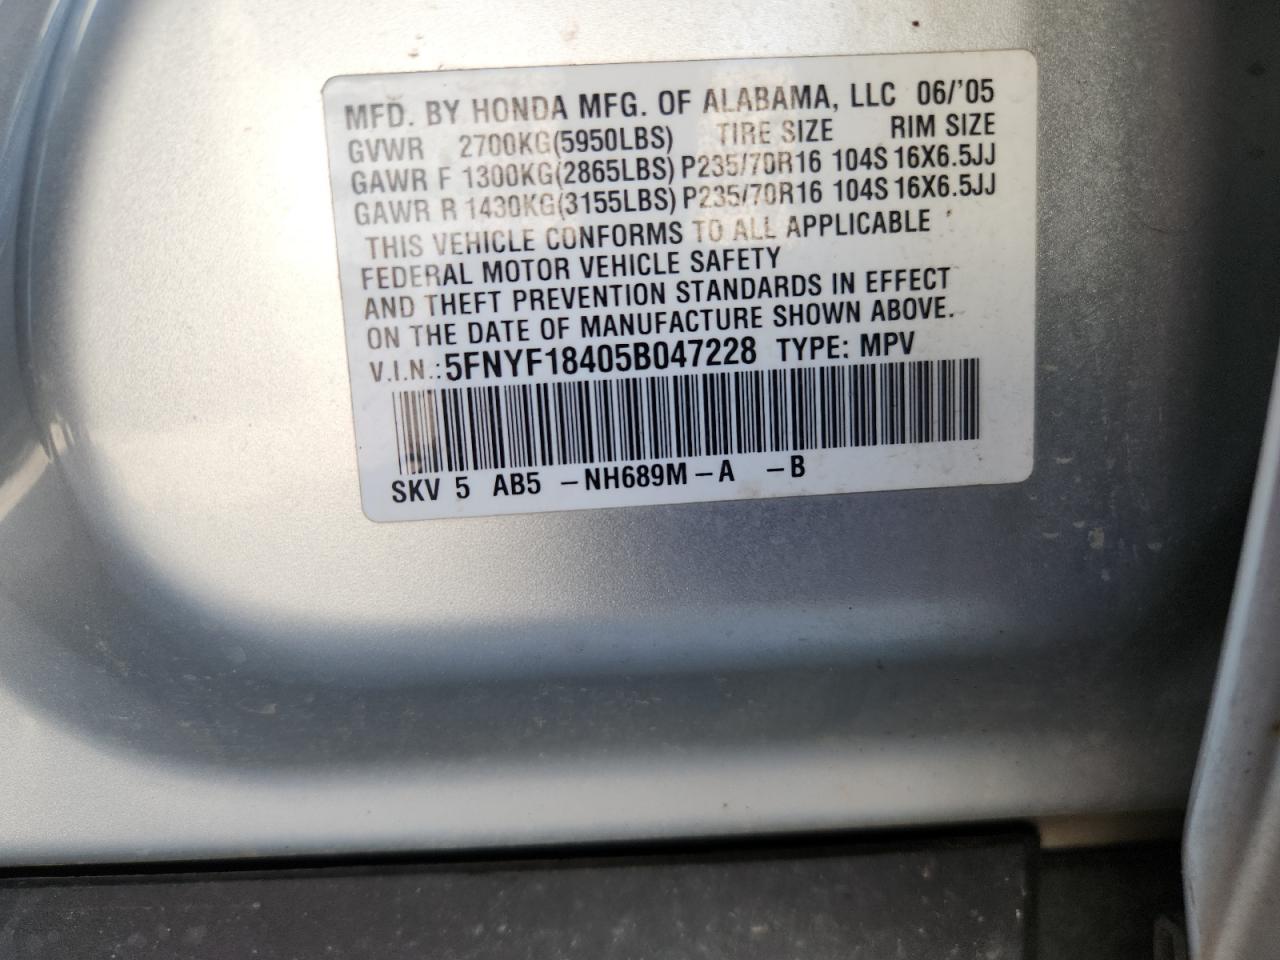 MFD. BY HONDA MFG. OF ALABAMA, LLC 06/'05
GVWR 2700KG(5950LBS) TIRE SIZE RIM SIZE
GAWR F 1300KG(2865LBS) P235/70R16 104S 16X6.5JJ
GAWR R 1430KG(3155LBS) P235/70R16 104S 16X6.5JJ
THIS VEHICLE CONFORMS TO ALL APPLICABLE
FEDERAL MOTOR VEHICLE SAFETY
AND THEFT PREVENTION STANDARDS IN EFFECT
ON THE DATE OF MANUFACTURE SHOWN ABOVE.
V.I.N.: 5FNYF18405B047228 TYPE: MPV
SKV 5 AB5 -NH689M-A -B